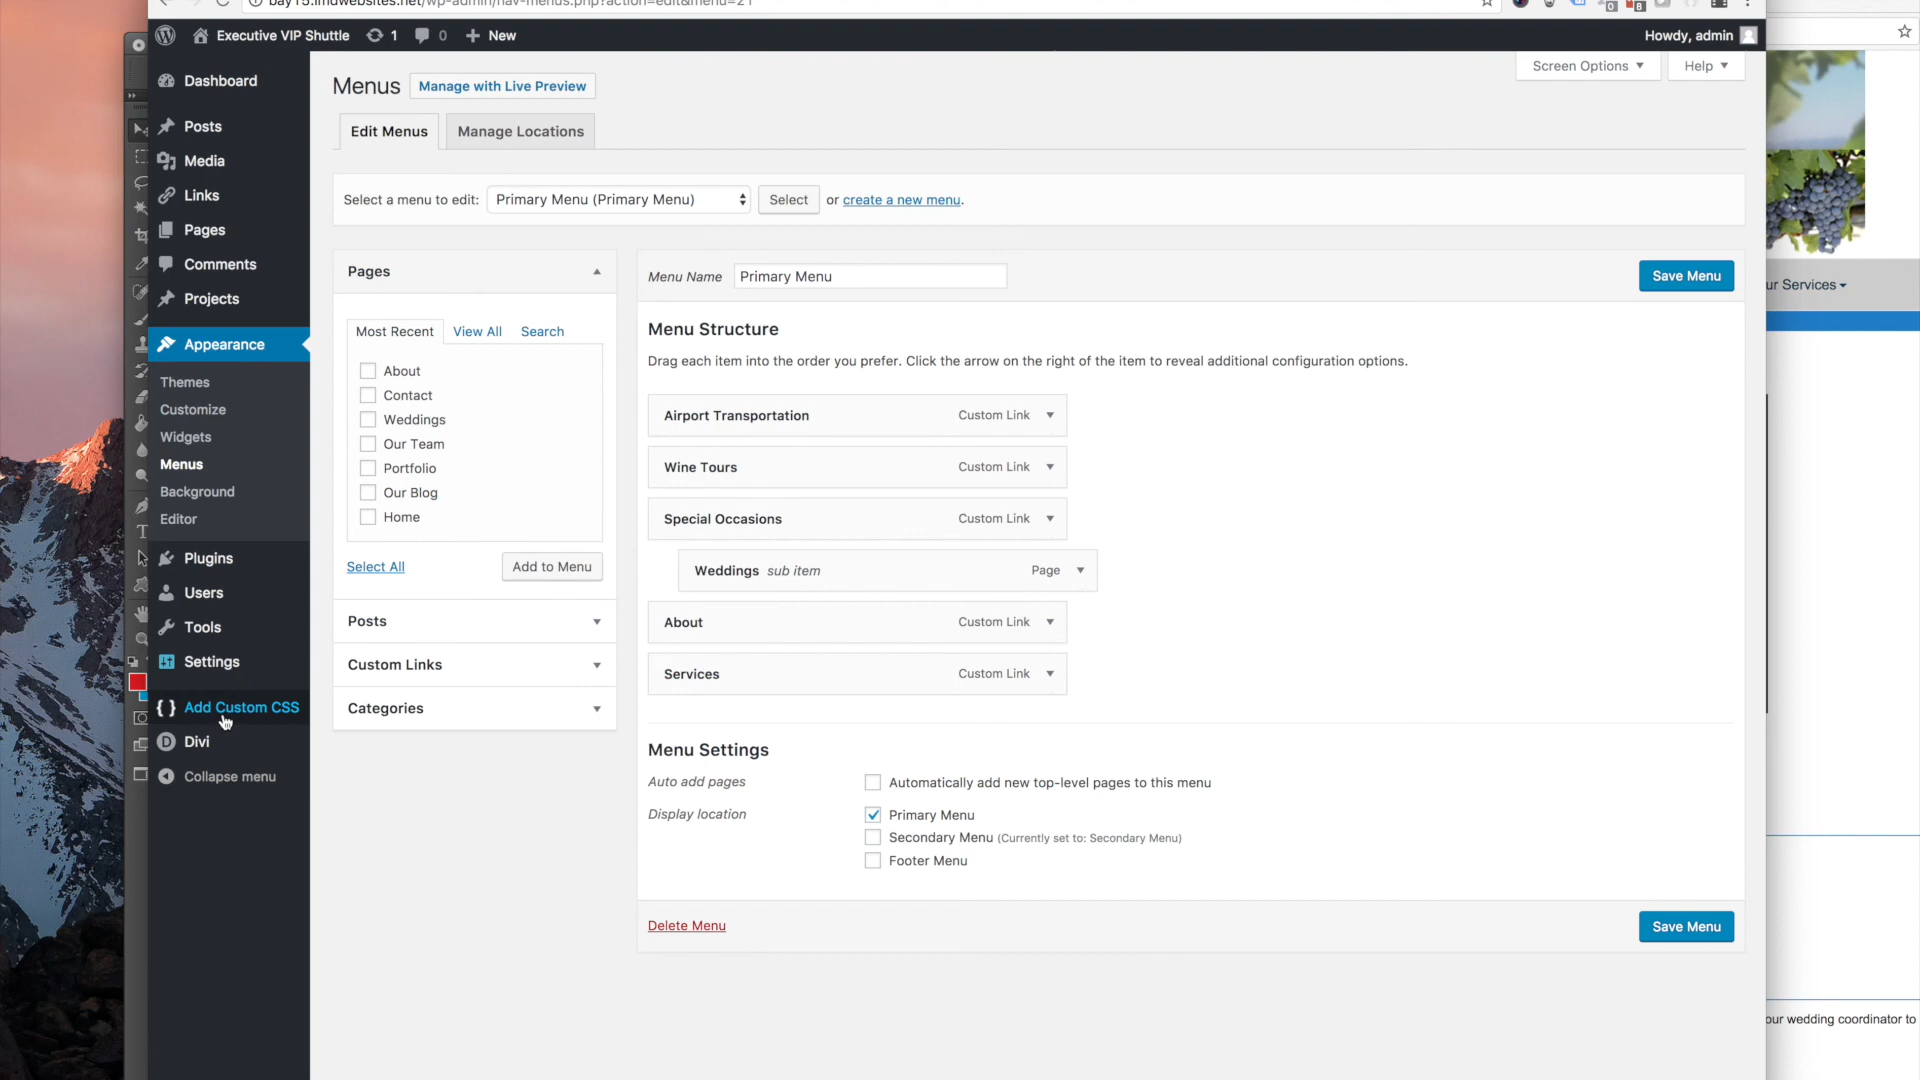 bay15.imdwebsites.net/wp-admin/nav-menus.php?action=edit&menu=21
Executive VIP Shuttle 1 0 New
Howdy, admin
Dashboard
Posts
Media
Links
Pages
Comments
Projects
Appearance
Themes
Customize
Widgets
Menus
Background
Editor
Plugins
Users
Tools
Settings
Add Custom CSS
Divi
Collapse menu
Menus Manage with Live Preview
Screen Options Help
Edit Menus Manage Locations
Select a menu to edit: Primary Menu (Primary Menu) Select or create a new menu.
Pages
Most Recent View All Search
About
Contact
Weddings
Our Team
Portfolio
Our Blog
Home
Select All Add to Menu
Posts
Custom Links
Categories
Menu Name Primary Menu Save Menu
Menu Structure
Drag each item into the order you prefer. Click the arrow on the right of the item to reveal additional configuration options.
Airport Transportation Custom Link
Wine Tours Custom Link
Special Occasions Custom Link
Weddings sub item Page
About Custom Link
Services Custom Link
Menu Settings
Auto add pages Automatically add new top-level pages to this menu
Display location Primary Menu
Secondary Menu (Currently set to: Secondary Menu)
Footer Menu
Delete Menu Save Menu
ur Services
our wedding coordinator to